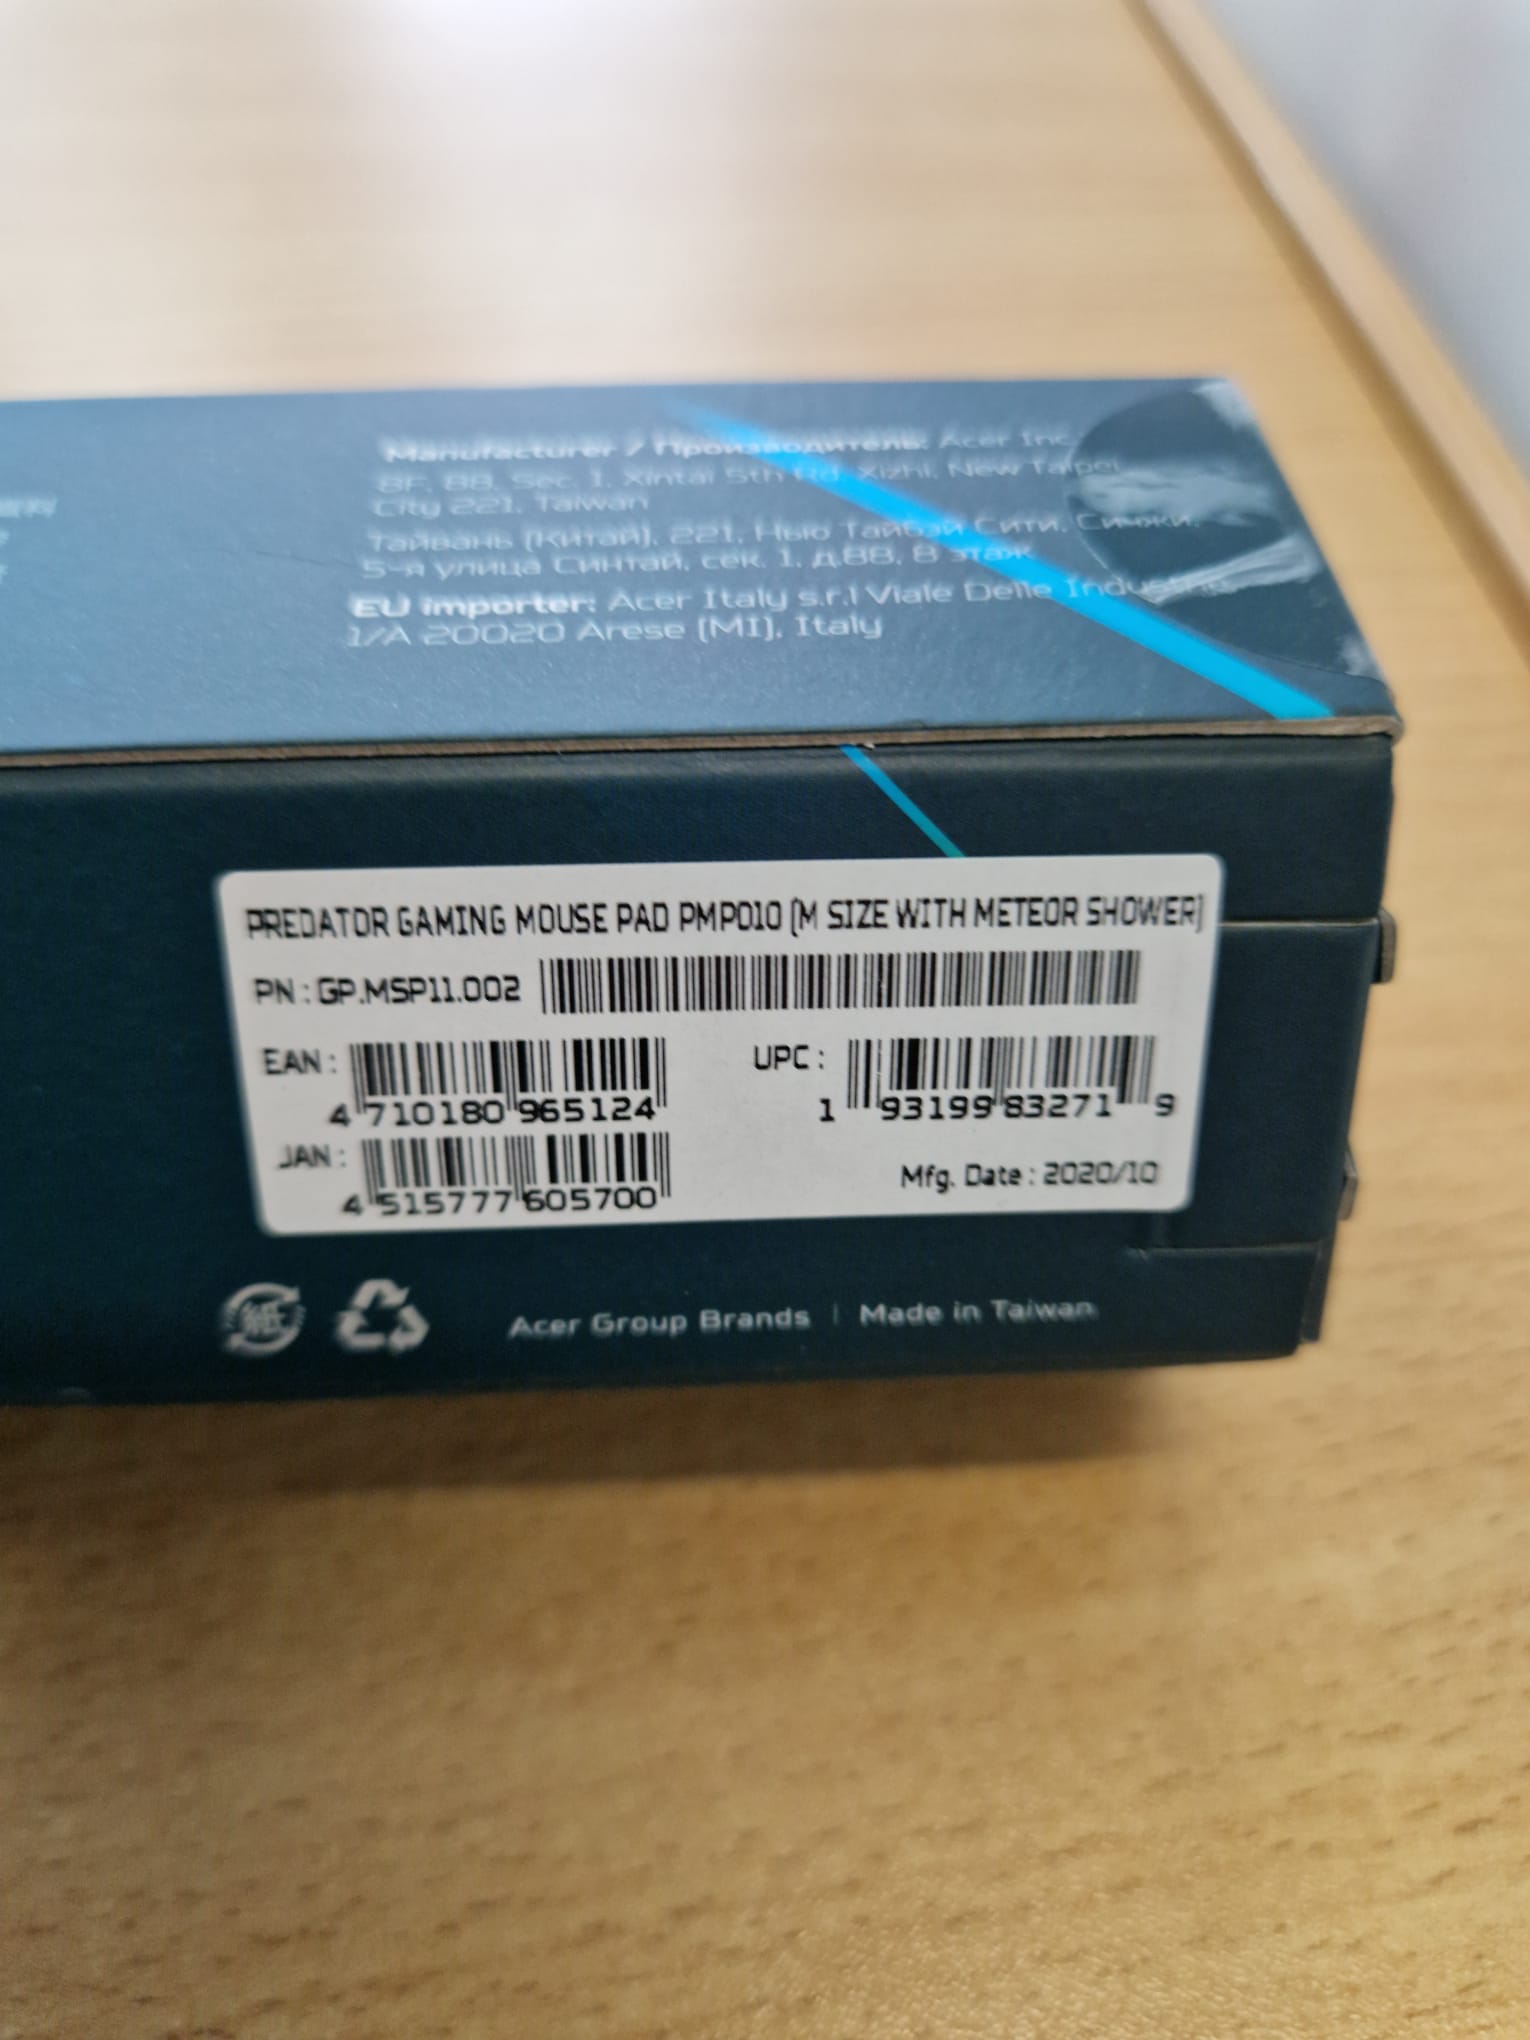 Manufacturer / Производитель: Acer Inc.
8F, 88, Sec. 1, Xintai 5th Rd, Xizhi, New Taipei
City 221, Taiwan
Тайвань (Китай), 221, Нью Тайбэй Сити, Сичжи,
5-я улица Синтай, сек. 1, д.88, 8 этаж
EU importer: Acer Italy s.r.l Viale Delle
1/A 20020 Arese (MI), Italy
PREDATOR GAMING MOUSE PAD PMP010 (M SIZE WITH METEOR SHOWER)
PN : GP.MSP11.002
EAN :
4 710180 965124
UPC :
1 93199 83271 9
JAN :
4 515777 605700
Mfg. Date : 2020/10
紙
Acer Group Brands | Made in Taiwan